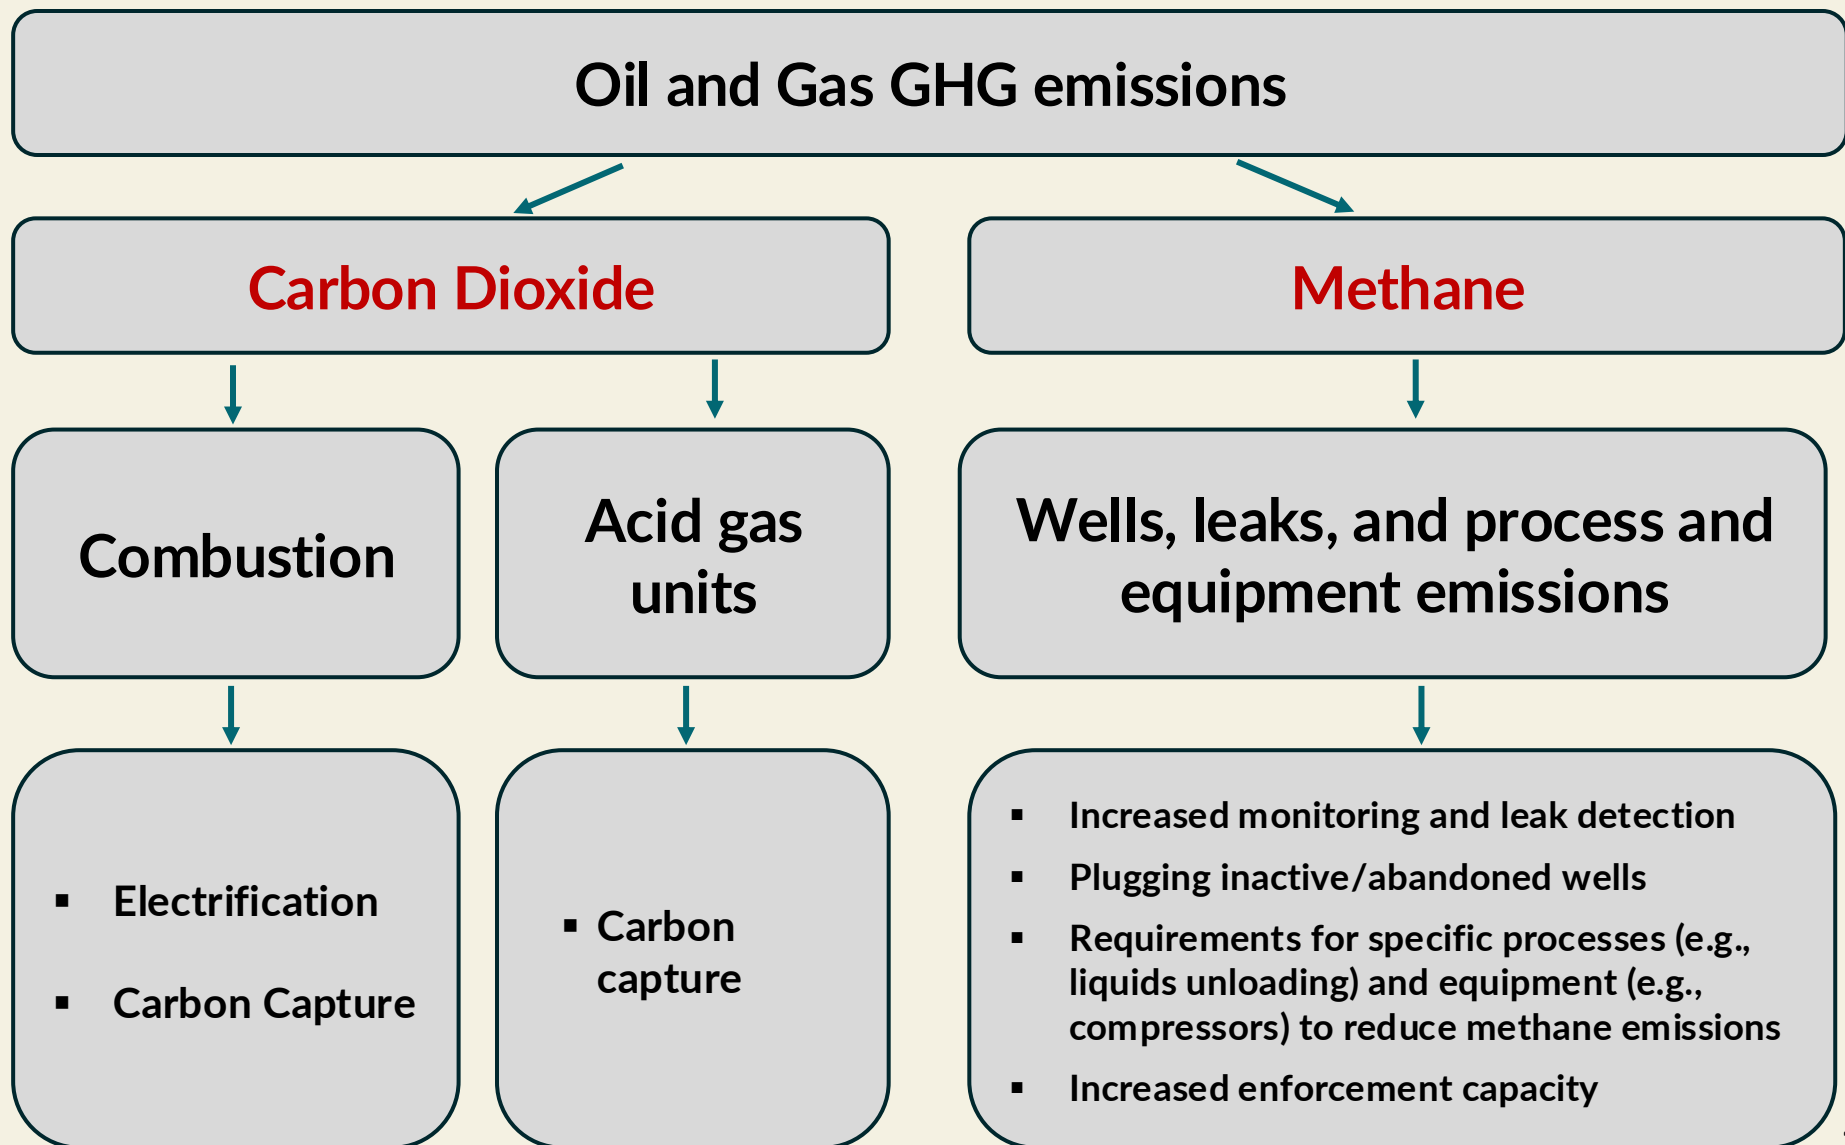 Oil and Gas GHG emissions
Carbon Dioxide
Methane
Combustion
Acid gas
units
Wells, leaks, and process and
equipment emissions
▪ Electrification
▪ Carbon Capture
▪ Carbon
capture
▪ Increased monitoring and leak detection
▪ Plugging inactive/abandoned wells
▪ Requirements for specific processes (e.g.,
liquids unloading) and equipment (e.g.,
compressors) to reduce methane emissions
▪ Increased enforcement capacity